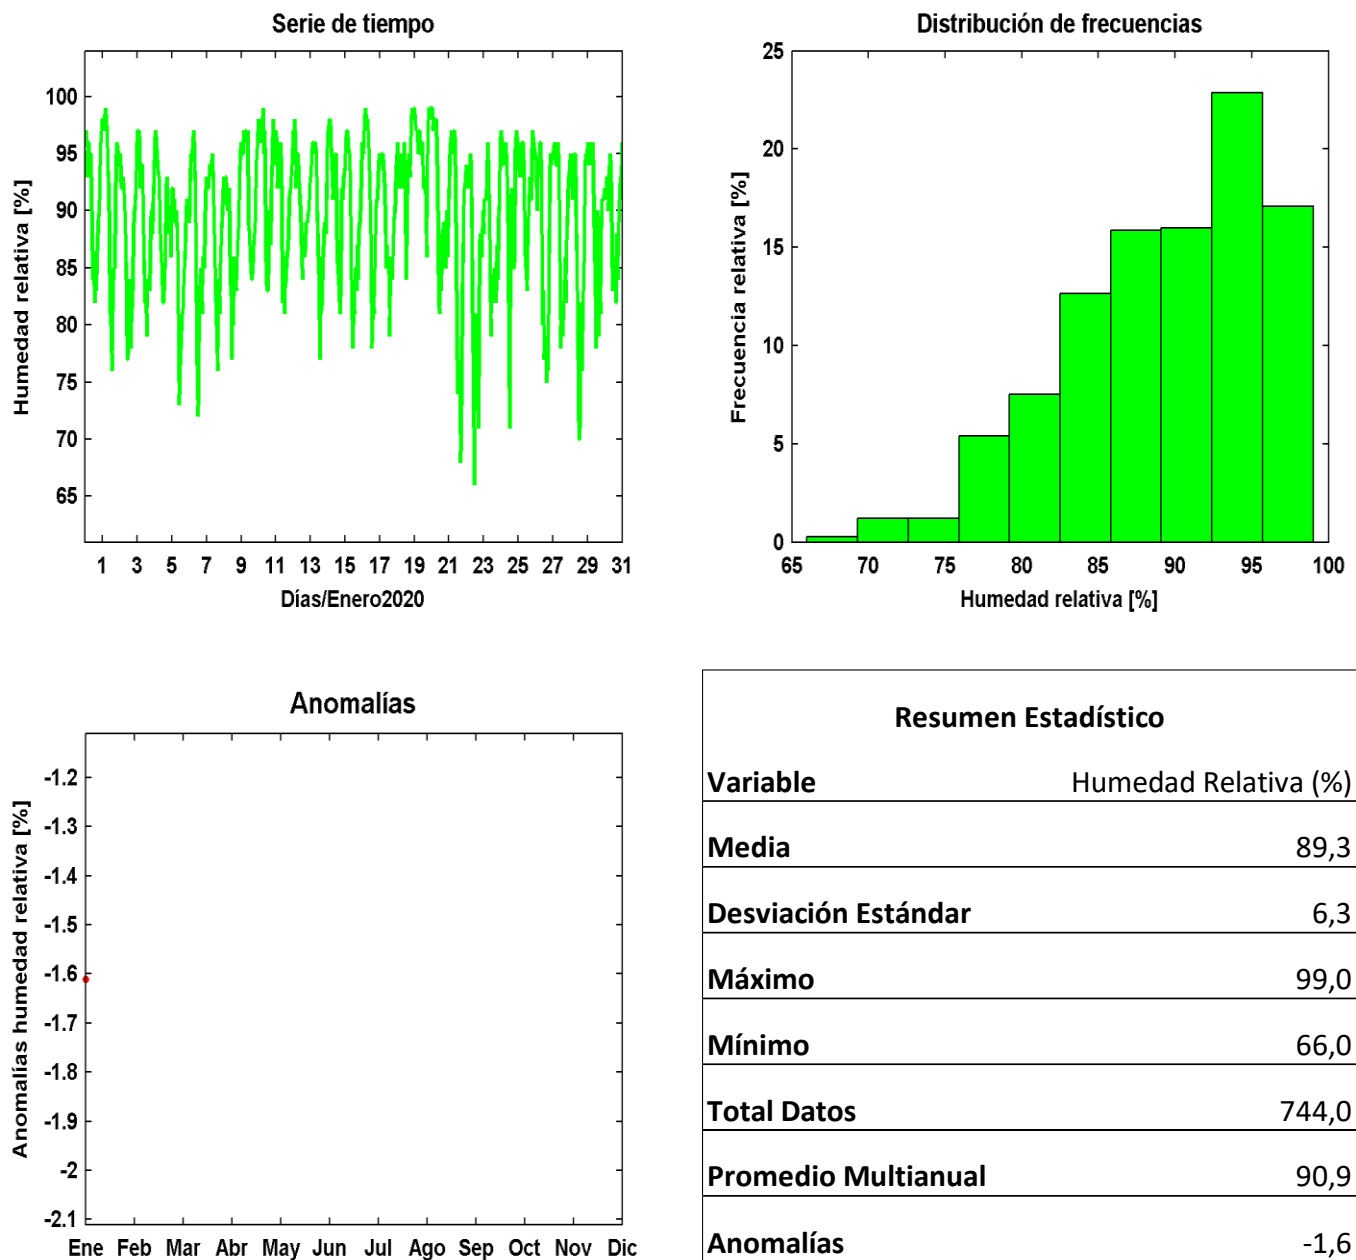 Serie de tiempo
Humedad relativa [%]
100
95
90
85
80
75
70
65
1 3 5 7 9 11 13 15 17 19 21 23 25 27 29 31
Días/Enero2020
Distribución de frecuencias
Frecuencia relativa [%]
25
20
15
10
5
0
65 70 75 80 85 90 95 100
Humedad relativa [%]
Anomalías
Anomalías humedad relativa [%]
-1.2
-1.3
-1.4
-1.5
-1.6
-1.7
-1.8
-1.9
-2
-2.1
Ene Feb Mar Abr May Jun Jul Ago Sep Oct Nov Dic
Resumen Estadístico
Variable Humedad Relativa (%)
Media 89,3
Desviación Estándar 6,3
Máximo 99,0
Mínimo 66,0
Total Datos 744,0
Promedio Multianual 90,9
Anomalías -1,6